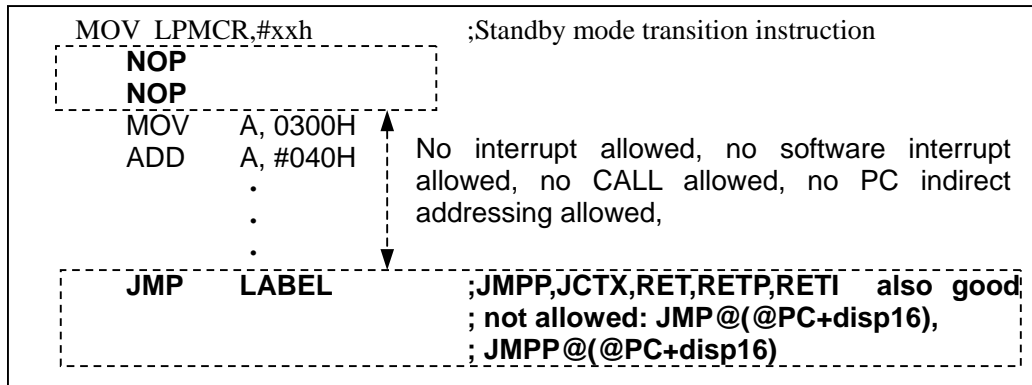 MOV LPMCR,#xxh ;Standby mode transition instruction
NOP
NOP
MOV A, 0300H
ADD A, #040H
No interrupt allowed, no software interrupt
allowed, no CALL allowed, no PC indirect
addressing allowed,
.
.
.
JMP LABEL ;JMPP,JCTX,RET,RETP,RETI also good
; not allowed: JMP@(@PC+disp16),
; JMPP@(@PC+disp16)